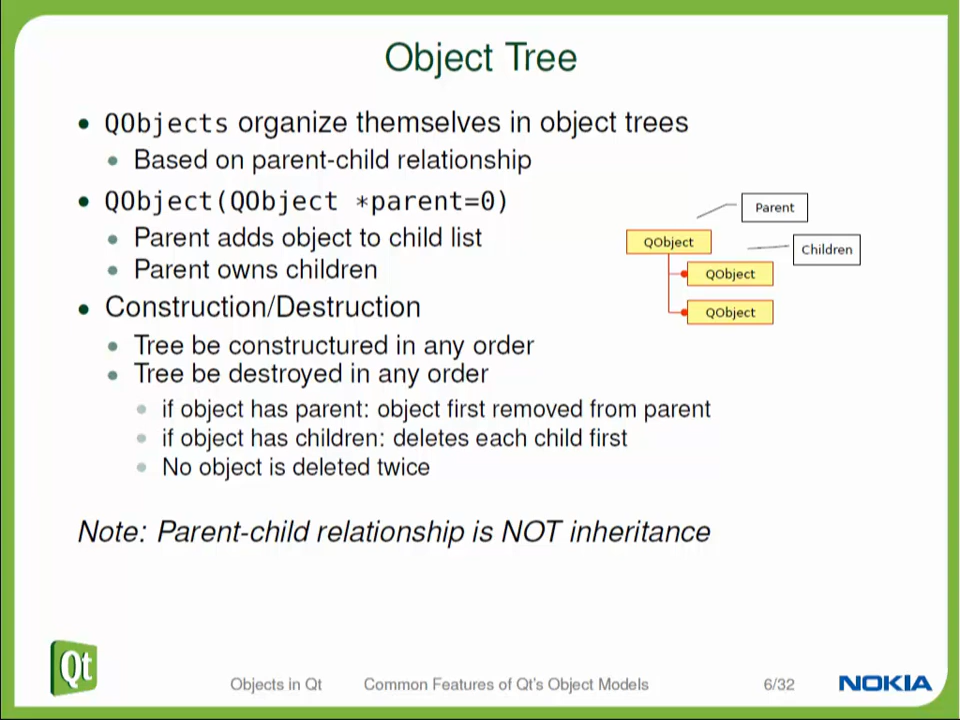 Object Tree
QObjects organize themselves in object trees
Based on parent-child relationship
QObject(QObject *parent=0)
Parent adds object to child list
Parent owns children
Construction/Destruction
Tree be constructured in any order
Tree be destroyed in any order
if object has parent: object first removed from parent
if object has children: deletes each child first
No object is deleted twice
Parent
QObject
Children
QObject
QObject
Note: Parent-child relationship is NOT inheritance
Qt
Objects in Qt Common Features of Qt's Object Models 6/32 NOKIA